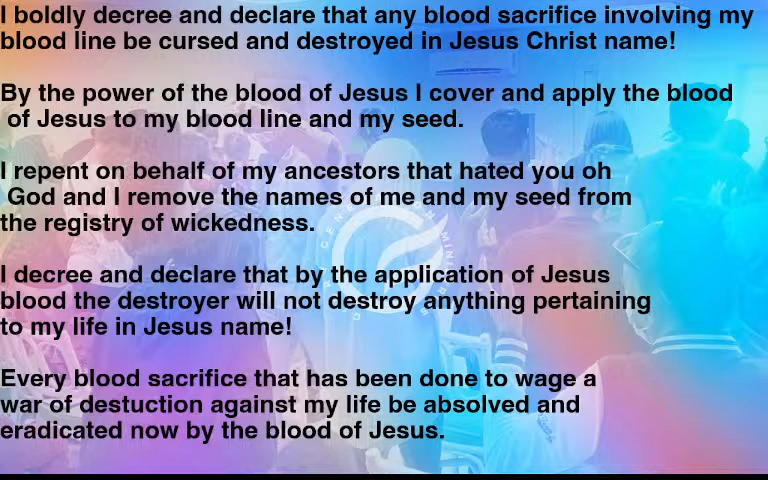 I boldly decree and declare that any blood sacrifice involving my
blood line be cursed and destroyed in Jesus Christ name!
By the power of the blood of Jesus I cover and apply the blood
of Jesus to my blood line and my seed.
I repent on behalf of my ancestors that hated you oh
God and I remove the names of me and my seed from
the registry of wickedness.
I decree and declare that by the application of Jesus
blood the destroyer will not destroy anything pertaining
to my life in Jesus name!
Every blood sacrifice that has been done to wage a
war of destuction against my life be absolved and
eradicated now by the blood of Jesus.